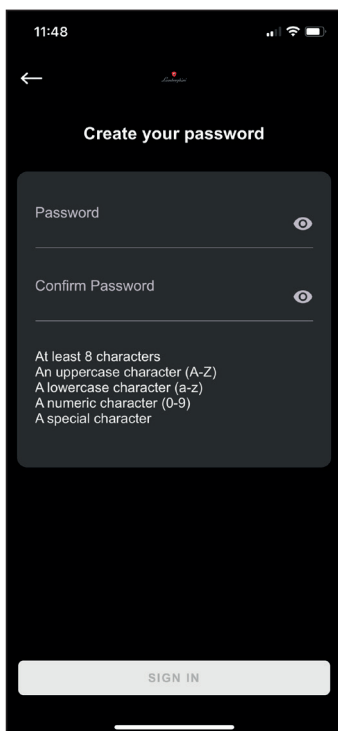 11:48
Lamborghini
Create your password
Password
Confirm Password
At least 8 characters
An uppercase character (A-Z)
A lowercase character (a-z)
A numeric character (0-9)
A special character
SIGN IN